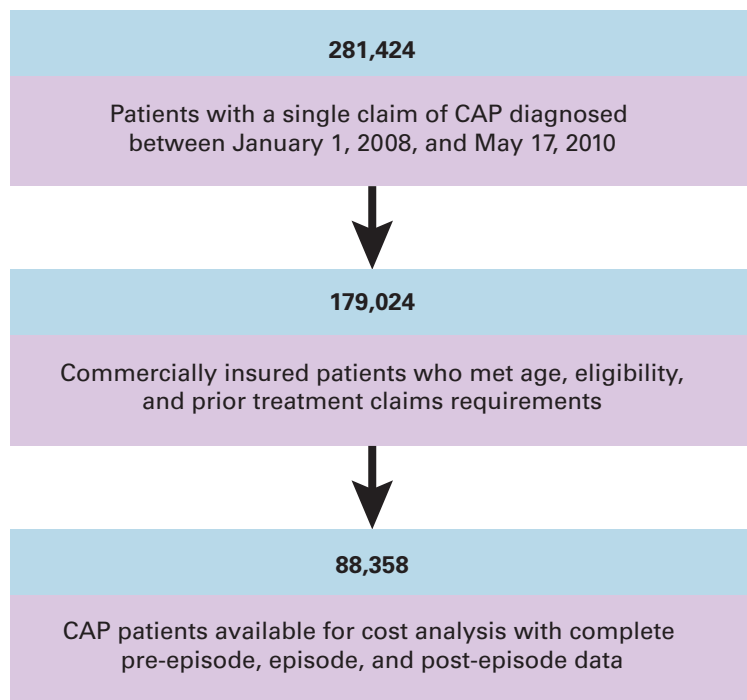 281,424
Patients with a single claim of CAP diagnosed
between January 1, 2008, and May 17, 2010
179,024
Commercially insured patients who met age, eligibility,
and prior treatment claims requirements
88,358
CAP patients available for cost analysis with complete
pre-episode, episode, and post-episode data